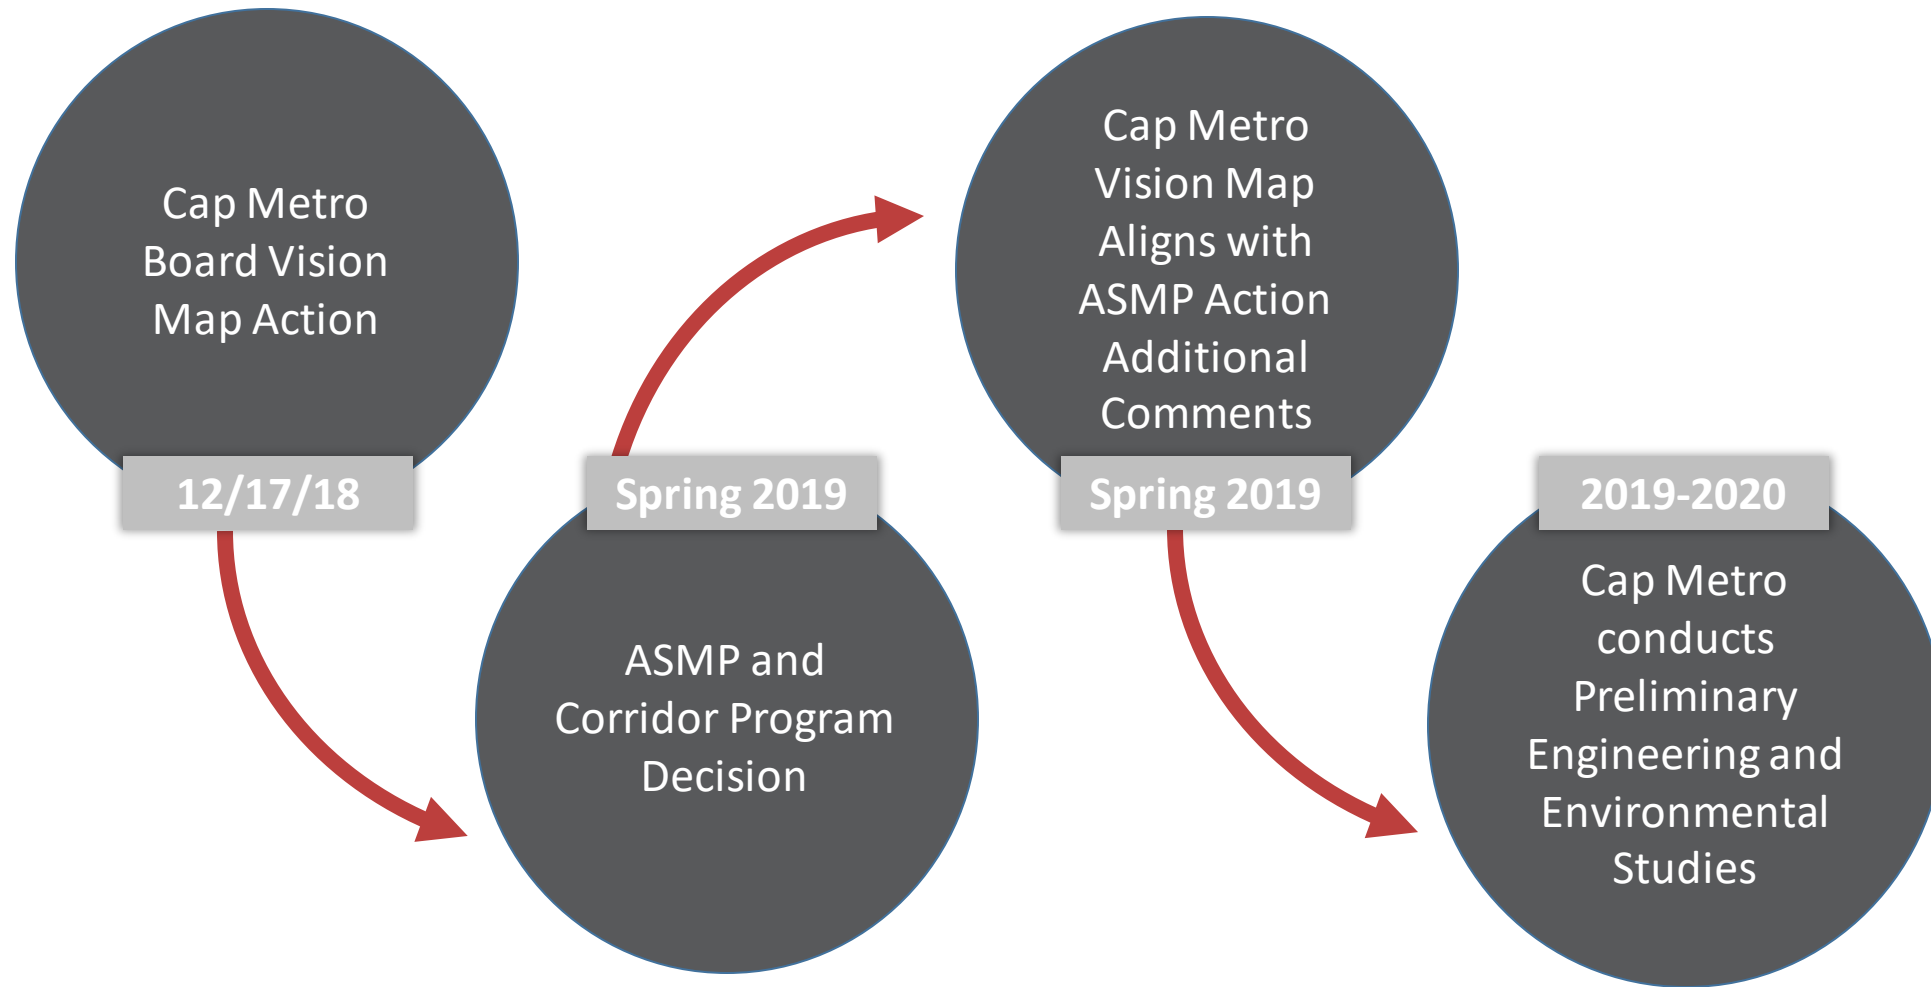 Cap Metro
Board Vision
Map Action
12/17/18
Spring 2019
ASMP and
Corridor Program
Decision
Cap Metro
Vision Map
Aligns with
ASMP Action
Additional
Comments
Spring 2019
2019-2020
Cap Metro
conducts
Preliminary
Engineering and
Environmental
Studies